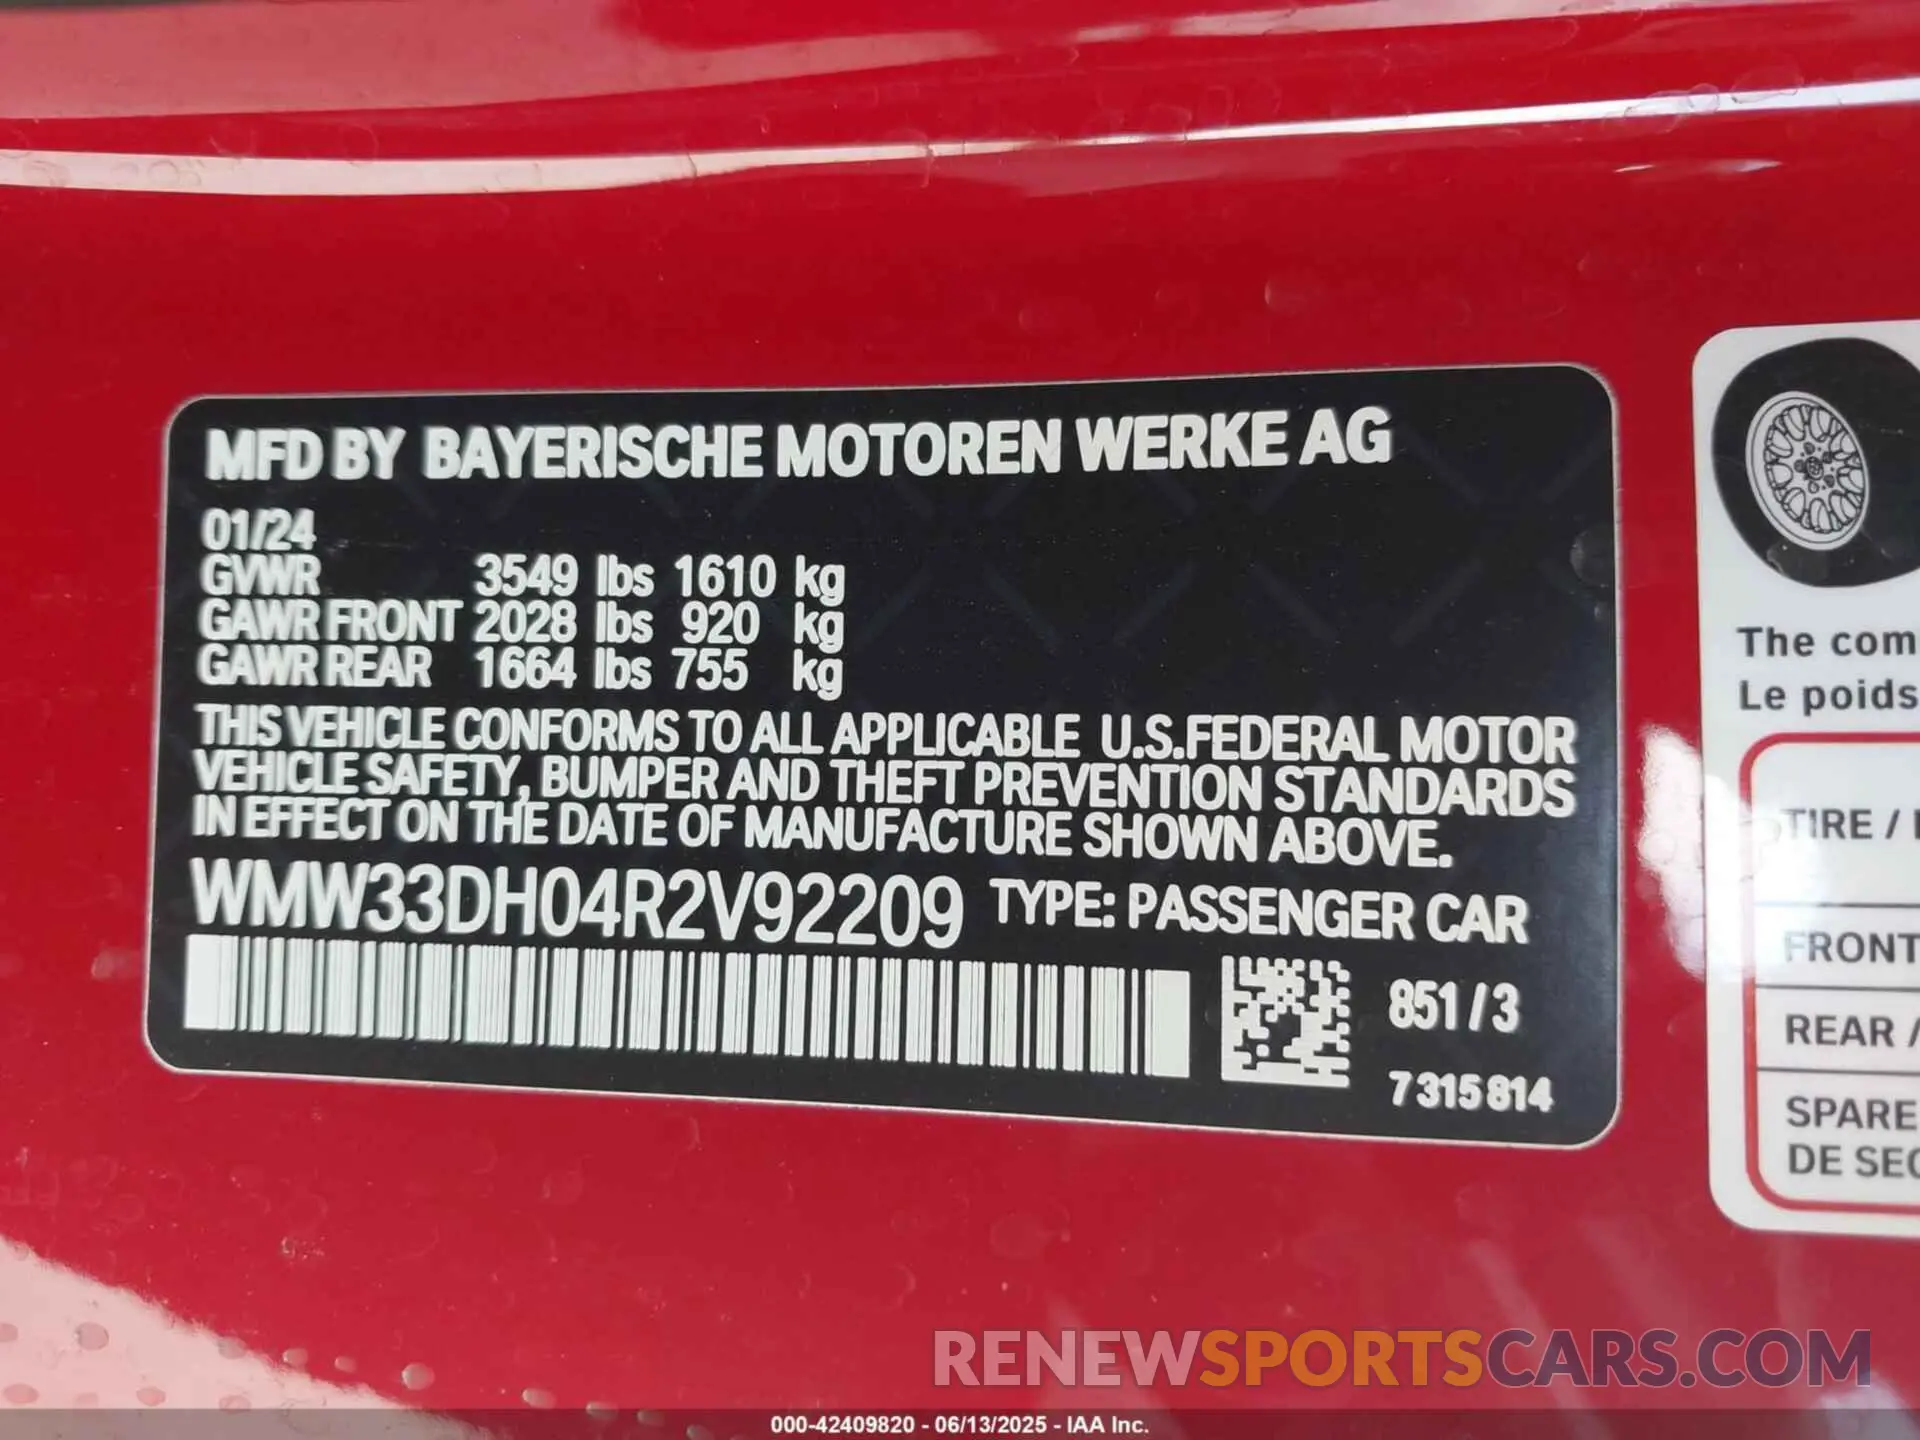 MFD BY BAYERISCHE MOTOREN WERKE AG
01/24
GVWR 3549 lbs 1610 kg
GAWR FRONT 2028 lbs 920 kg
GAWR REAR 1664 lbs 755 kg
THIS VEHICLE CONFORMS TO ALL APPLICABLE U.S.FEDERAL MOTOR
VEHICLE SAFETY, BUMPER AND THEFT PREVENTION STANDARDS
IN EFFECT ON THE DATE OF MANUFACTURE SHOWN ABOVE.
WMW33DH04R2V92209 TYPE: PASSENGER CAR
851/3
7315814
The com
Le poids
TIRE /
FRONT
REAR /
SPARE
DE SEC
RENEWSPORTSCARS.COM
000-42409820 - 06/13/2025 - IAA Inc.